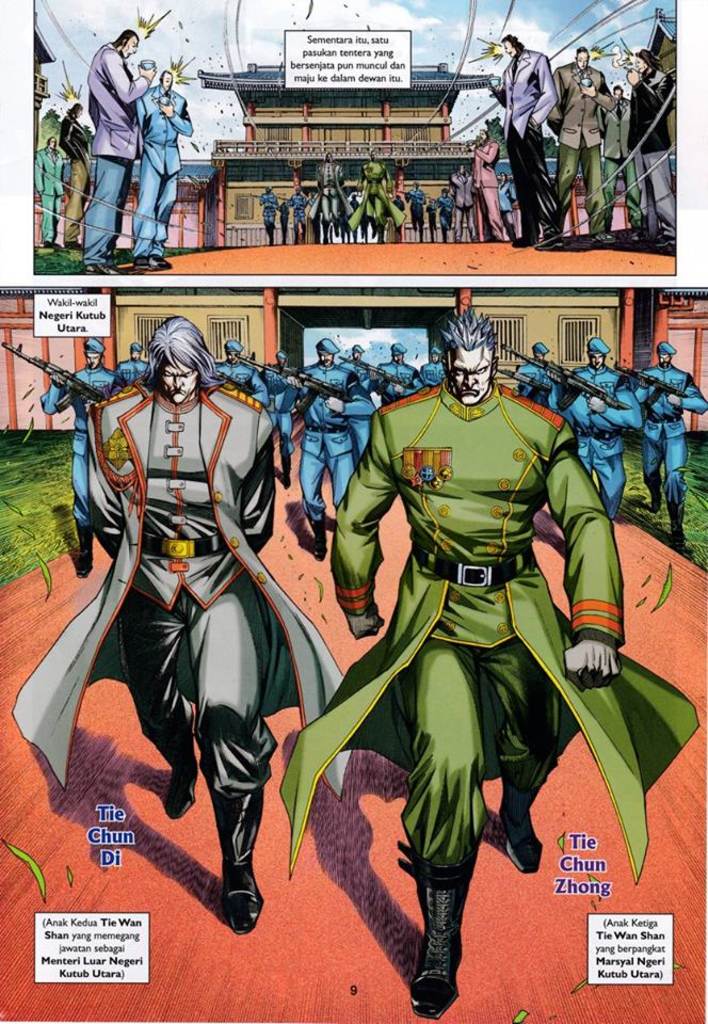 Sementara itu, satu
pasukan tentera yang
bersenjata pun muncul dan
maju ke dalam dewan itu.
Wakil-wakil
Negeri Kutub
Utara.
Tie
Chun
Di
Tie
Chun
Zhong
(Anak Kedua Tie Wan
Shan yang memegang
jawatan sebagai
Menteri Luar Negeri
Kutub Utara)
(Anak Ketiga
Tie Wan Shan
yang berpangkat
Marsyal Ngeri
Kutub Utara)
9